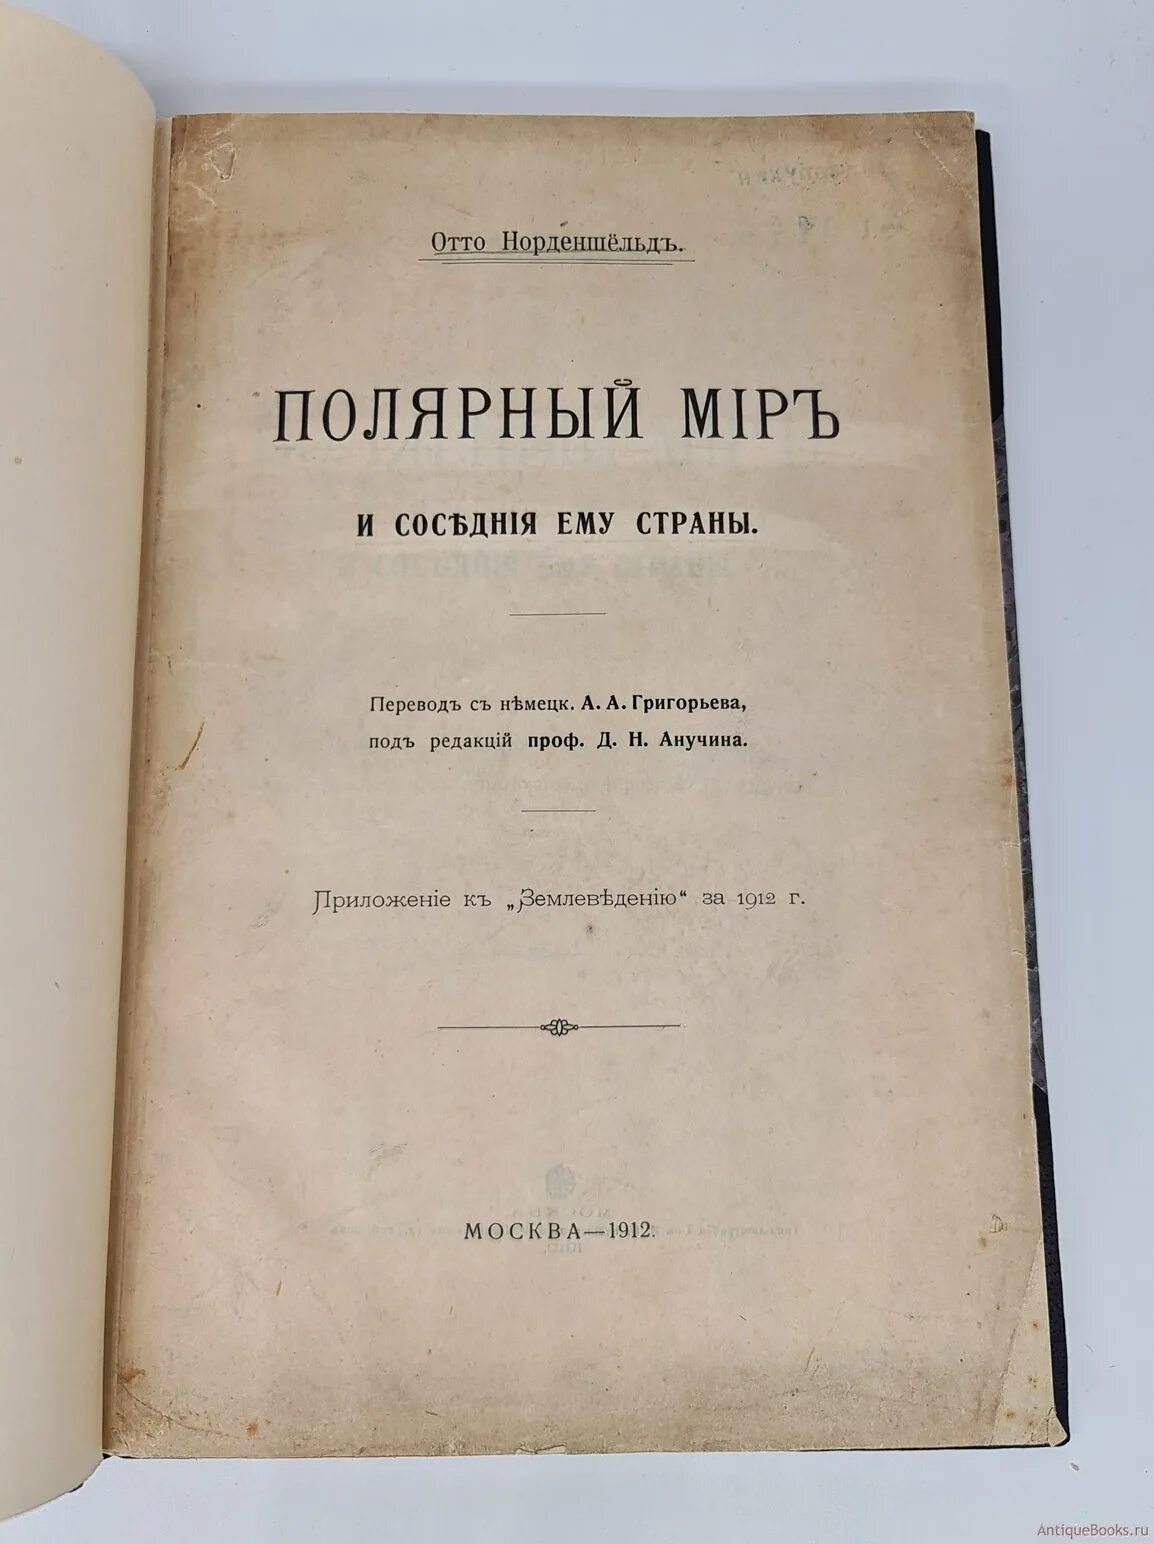 Отто Норденшёльдъ.
ПОЛЯРНЫЙ МІРЪ
И СОСѢДНІЯ ЕМУ СТРАНЫ.
Переводъ съ нѣмецк. А. А. Григорьева,
подъ редакцій проф. Д. Н. Анучина.
Приложеніе къ „Землевѣденію“ за 1912 г.
МОСКВА—1912.
AntiqueBooks.ru